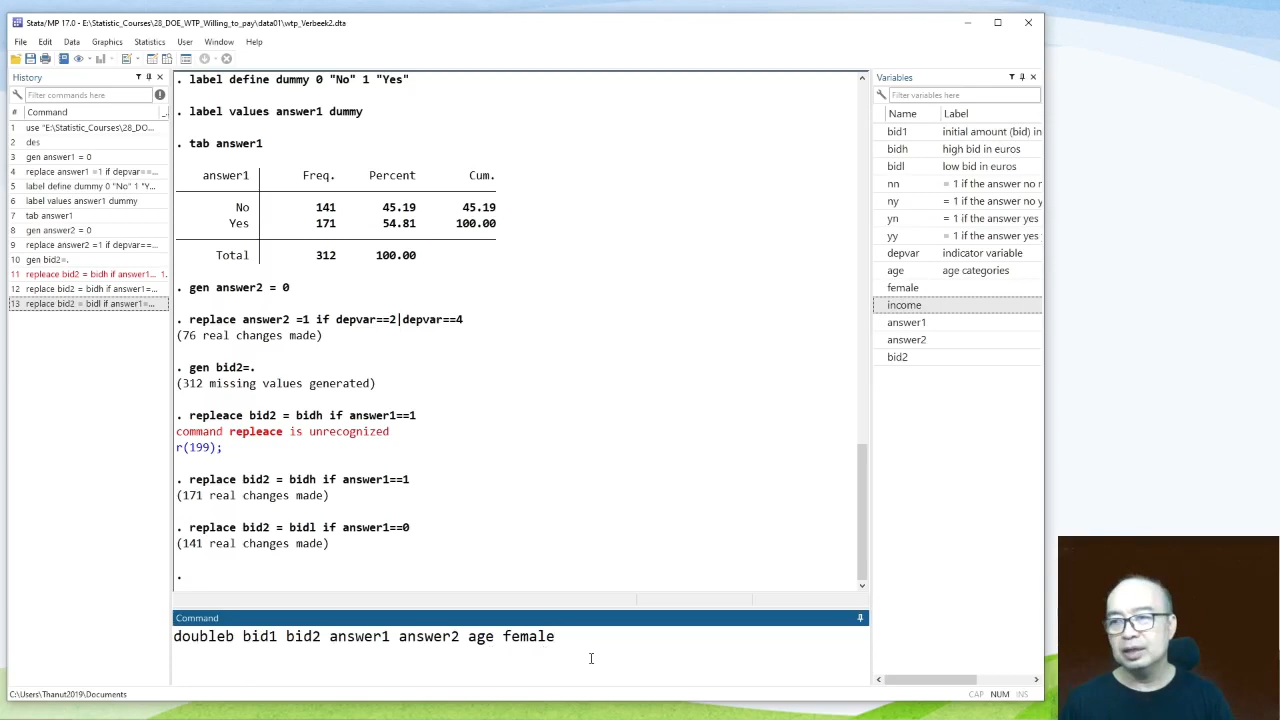 Stata/MP 17.0 - E:\Statistic_Courses\28_DOE_WTP_Willing_to_pay\data01\wtp_Verbeek2.dta
File Edit Data Graphics Statistics User Window Help
History
Filter commands here
# Command
1 use "E:\Statistic_Courses\28_DO...
2 des
3 gen answer1 = 0
4 replace answer1 =1 if depvar==...
5 label define dummy 0 "No" 1 "Y...
6 label values answer1 dummy
7 tab answer1
8 gen answer2 = 0
9 replace answer2 =1 if depvar==...
10 gen bid2=.
11 repleace bid2 = bidh if answer1... 1.
12 replace bid2 = bidh if answer1=...
13 replace bid2 = bidl if answer1=...
. label define dummy 0 "No" 1 "Yes"
. label values answer1 dummy
. tab answer1
answer1 Freq. Percent Cum.
No 141 45.19 45.19
Yes 171 54.81 100.00
Total 312 100.00
. gen answer2 = 0
. replace answer2 =1 if depvar==2|depvar==4
(76 real changes made)
. gen bid2=.
(312 missing values generated)
. repleace bid2 = bidh if answer1==1
command repleace is unrecognized
r(199);
. replace bid2 = bidh if answer1==1
(171 real changes made)
. replace bid2 = bidl if answer1==0
(141 real changes made)
.
Command
doubleb bid1 bid2 answer1 answer2 age female
Variables
Filter variables here
Name Label
bid1 initial amount (bid) in
bidh high bid in euros
bidl low bid in euros
nn = 1 if the answer no n
ny = 1 if the answer no y
yn = 1 if the answer yes
yy = 1 if the answer yes y
depvar indicator variable
age age categories
female
income
answer1
answer2
bid2
C:\Users\Thanut2019\Documents
CAP NUM INS